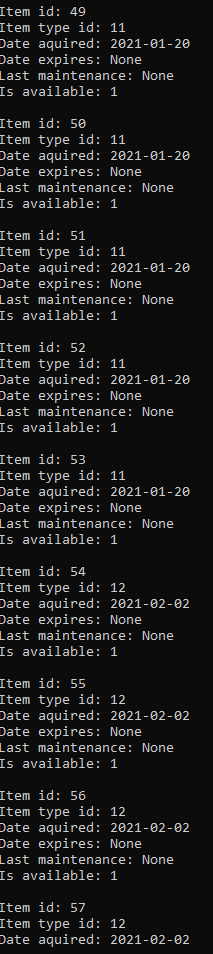 Item id: 49
Item type id: 11
Date aquired: 2021-01-20
Date expires: None
Last maintenance: None
Is available: 1
Item id: 50
Item type id: 11
Date aquired: 2021-01-20
Date expires: None
Last maintenance: None
Is available: 1
Item id: 51
Item type id: 11
Date aquired: 2021-01-20
Date expires: None
Last maintenance: None
Is available: 1
Item id: 52
Item type id: 11
Date aquired: 2021-01-20
Date expires: None
Last maintenance: None
Is available: 1
Item id: 53
Item type id: 11
Date aquired: 2021-01-20
Date expires: None
Last maintenance: None
Is available: 1
Item id: 54
Item type id: 12
Date aquired: 2021-02-02
Date expires: None
Last maintenance: None
Is available: 1
Item id: 55
Item type id: 12
Date aquired: 2021-02-02
Date expires: None
Last maintenance: None
Is available: 1
Item id: 56
Item type id: 12
Date aquired: 2021-02-02
Date expires: None
Last maintenance: None
Is available: 1
Item id: 57
Item type id: 12
Date aquired: 2021-02-02